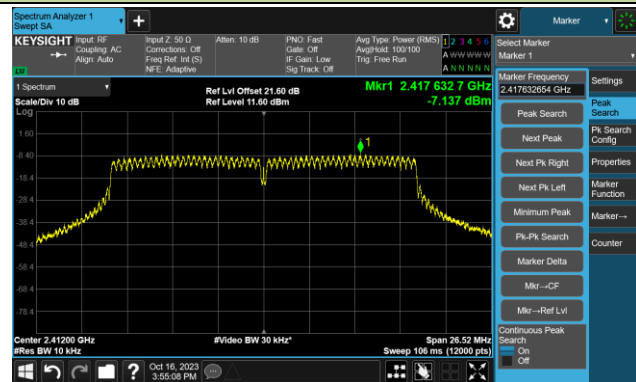 Spectrum Analyzer 1
Swept SA
Marker
KEYSIGHT
Input: RF
Coupling: AC
Align: Auto
Input Z: 50 Ω
Corrections: Off
Freq Ref: Int (S)
NFE: Adaptive
Atten: 10 dB
PNO: Fast
Gate: Off
IF Gain: Low
Sig Track: Off
Avg Type: Power (RMS)
Avg|Hold: 100/100
Trig: Free Run
1 2 3 4 5 6
A W W W W W
A N N N N N
LW
Select Marker
Marker 1
1 Spectrum
Scale/Div 10 dB
Log
Ref Lvl Offset 21.60 dB
Ref Level 11.60 dBm
Mkr1 2.417 632 7 GHz
-7.137 dBm
1.60
-8.40
-18.4
-28.4
-38.4
-48.4
-58.4
-68.4
-78.4
1
Center 2.41200 GHz
#Res BW 10 kHz
#Video BW 30 kHz*
Span 26.52 MHz
Sweep 106 ms (12000 pts)
Marker Frequency
2.417632654 GHz
Peak Search
Next Peak
Next Pk Right
Next Pk Left
Minimum Peak
Pk-Pk Search
Marker Delta
Mkr→CF
Mkr→Ref Lvl
Continuous Peak
Search
On
Off
Settings
Peak
Search
Pk Search
Config
Properties
Marker
Function
Marker→
Counter
?
Oct 16, 2023
3:55:08 PM